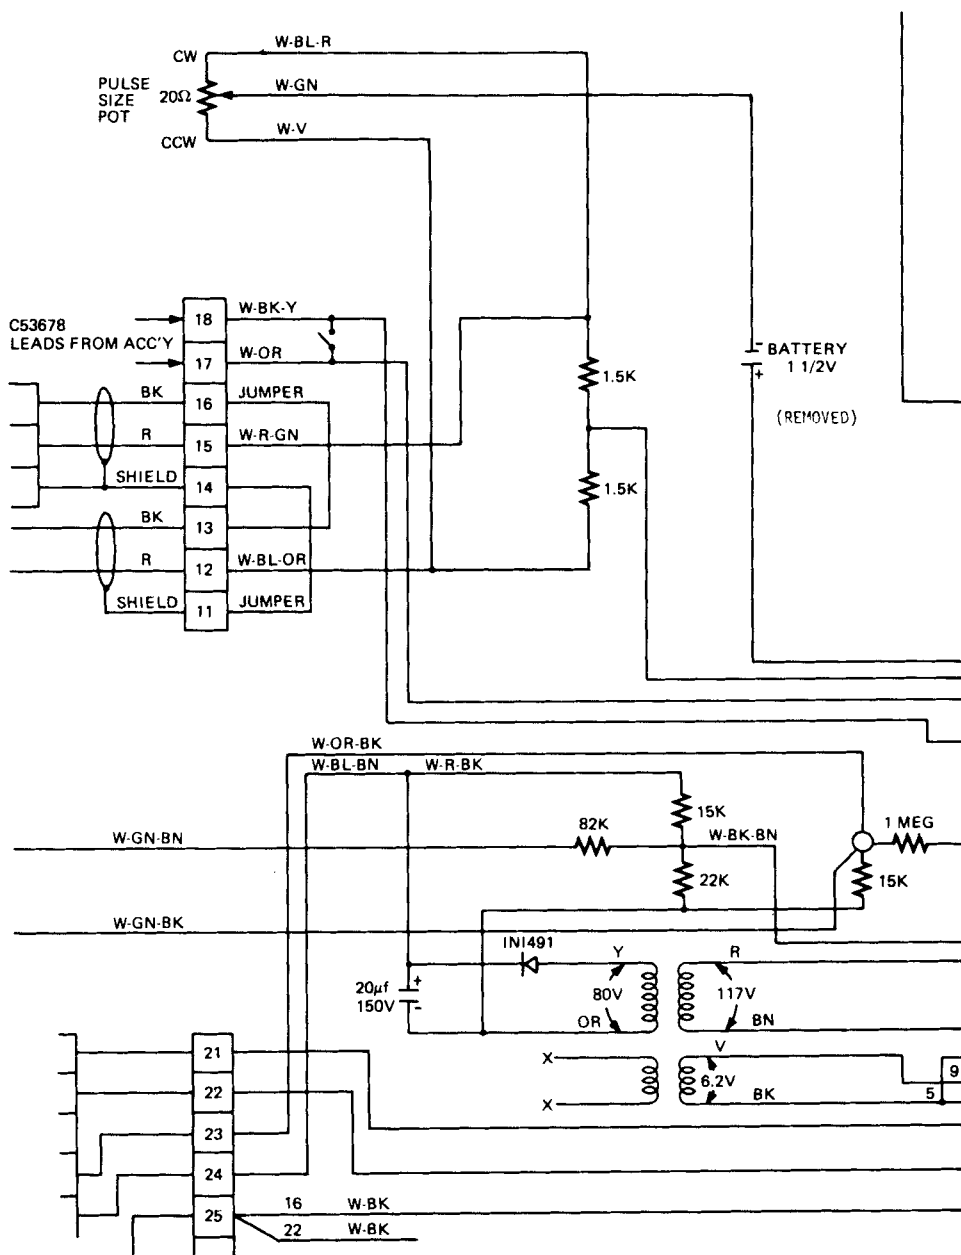 W-BL-R
CW
PULSE
SIZE
POT
20Ω
W-GN
W-V
CCW
C53678
LEADS FROM ACC'Y
18
W-BK-Y
17
W-OR
BK
16
JUMPER
R
15
W-R-GN
SHIELD
14
BK
13
R
12
W-BL-OR
SHIELD
11
JUMPER
1.5K
1.5K
-
BATTERY
+
1 1/2V
(REMOVED)
W-OR-BK
W-BL-BN
W-R-BK
15K
82K
W-GN-BN
W-BK-BN
1 MEG
22K
15K
W-GN-BK
INI491
Y
R
20µf
150V
+
-
80V
117V
OR
BN
X
X
V
6.2V
BK
9
5
21
22
23
24
25
16
W-BK
22
W-BK